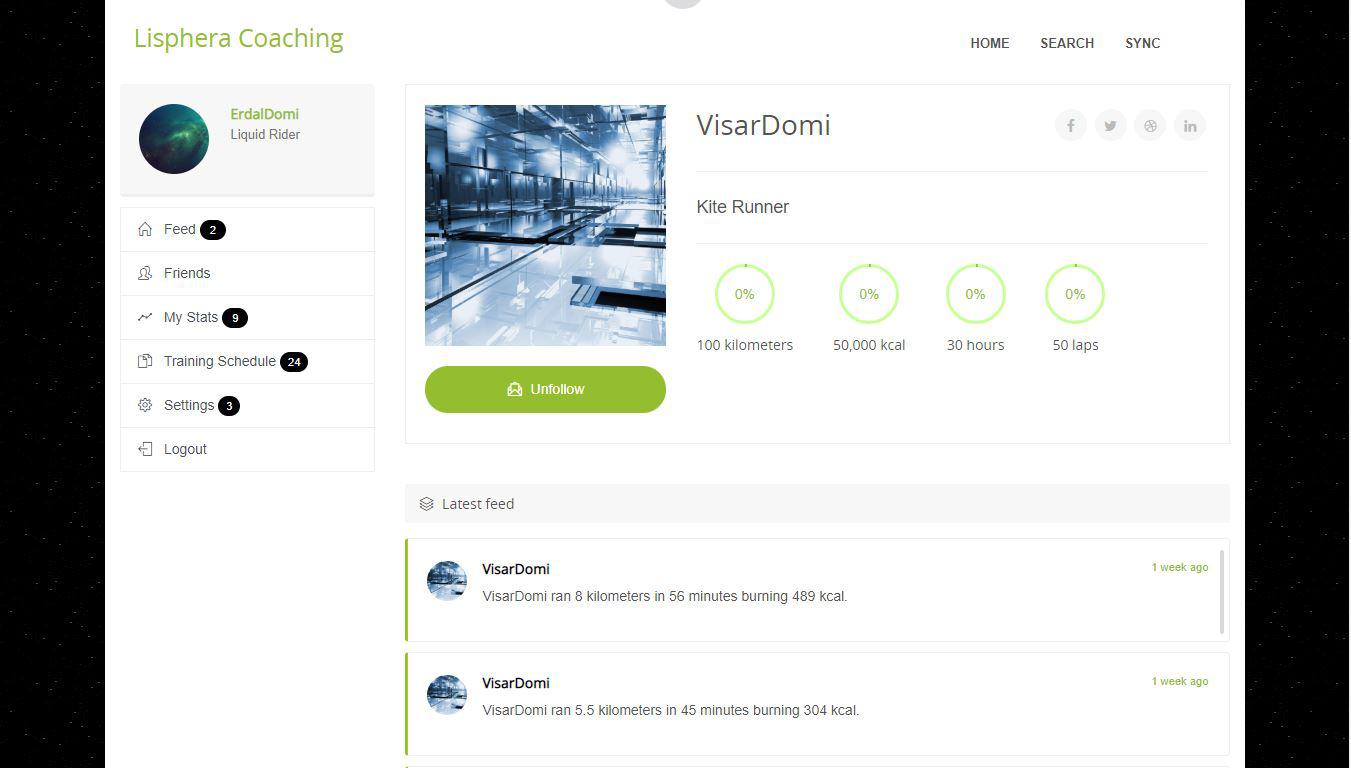 Lisphera Coaching
HOME SEARCH SYNC
ErdalDomi
Liquid Rider
Feed 2
Friends
My Stats 9
Training Schedule 24
Settings 3
Logout
VisarDomi
Kite Runner
0% 0% 0% 0%
100 kilometers 50,000 kcal 30 hours 50 laps
Unfollow
Latest feed
VisarDomi 1 week ago
VisarDomi ran 8 kilometers in 56 minutes burning 489 kcal.
VisarDomi 1 week ago
VisarDomi ran 5.5 kilometers in 45 minutes burning 304 kcal.